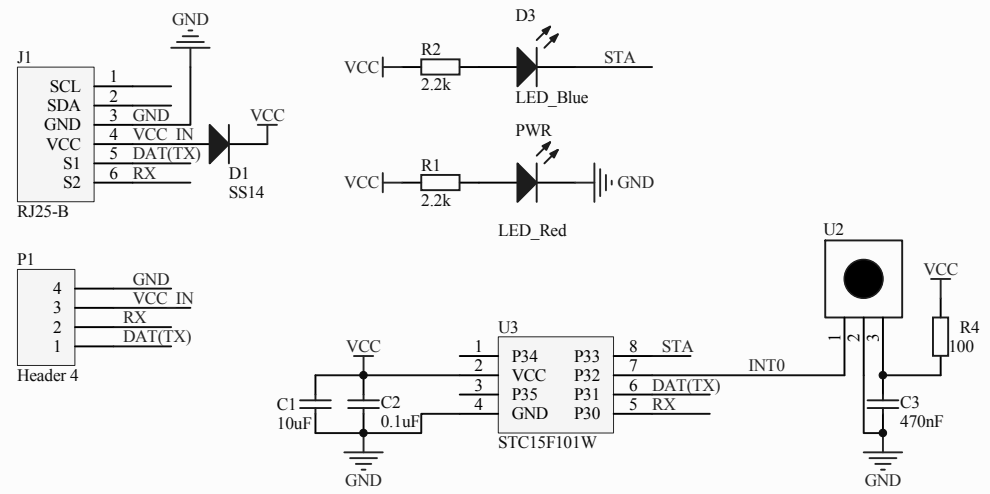 GND
J1
SCL 1
SDA 2
GND 3 GND
VCC 4 VCC_IN
S1 5 DAT(TX)
S2 6 RX
RJ25-B
VCC
D1
SS14
D3
VCC R2 STA
2.2k
LED_Blue
PWR
VCC R1 GND
2.2k
LED_Red
P1
4 GND
3 VCC_IN
2 RX
1 DAT(TX)
Header 4
U3
1 P34 P33 8 STA
2 VCC P32 7 INT0
3 P35 P31 6 DAT(TX)
4 GND P30 5 RX
STC15F101W
VCC
C1
10uF
C2
0.1uF
GND
U2
1 2 3
VCC
R4
100
C3
470nF
GND